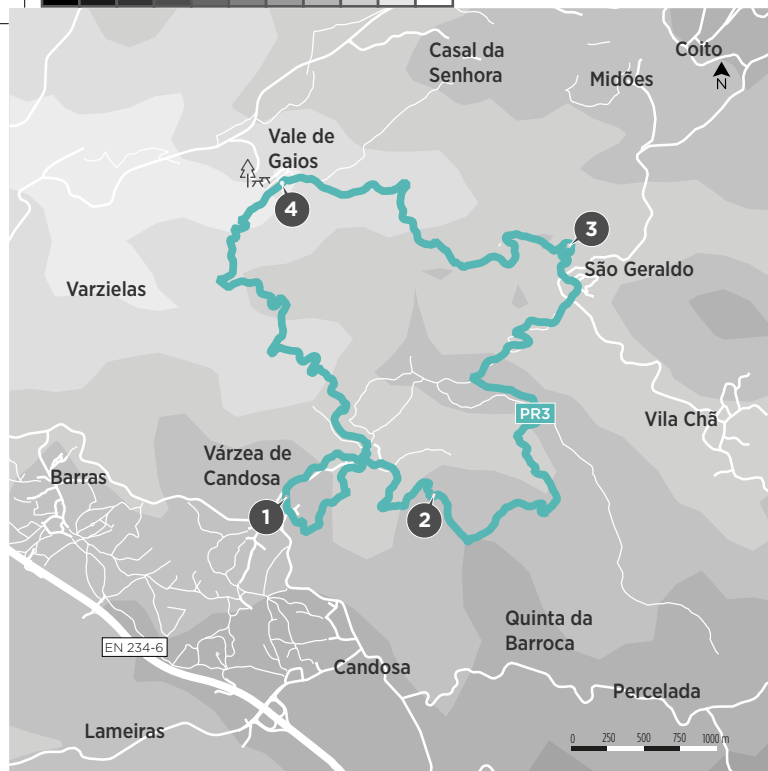 Casal da
Senhora
Coito
Midões
N
Vale de
Gaios
4
3
São Geraldo
Varzielas
PR3
Vila Chã
Várzea de
Candosa
Barras
1
2
Quinta da
Barroca
EN 234-6
Candosa
Percelada
Lameiras
0 250 500 750 1000 m